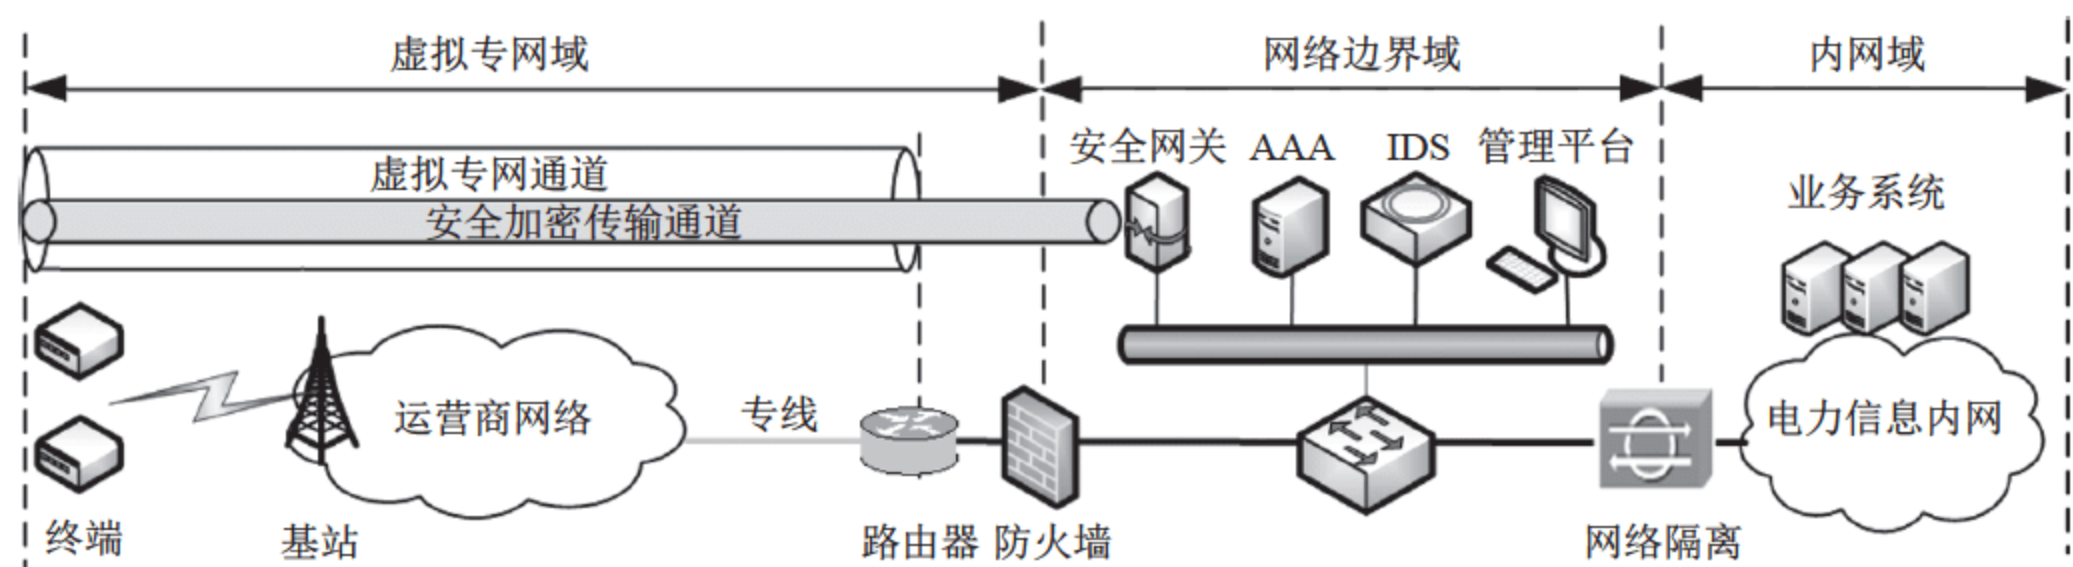 虚拟专网域
网络边界域
内网域
安全网关
AAA
IDS
管理平台
虚拟专网通道
业务系统
安全加密传输通道
运营商网络
专线
电力信息内网
终端
基站
路由器
防火墙
网络隔离